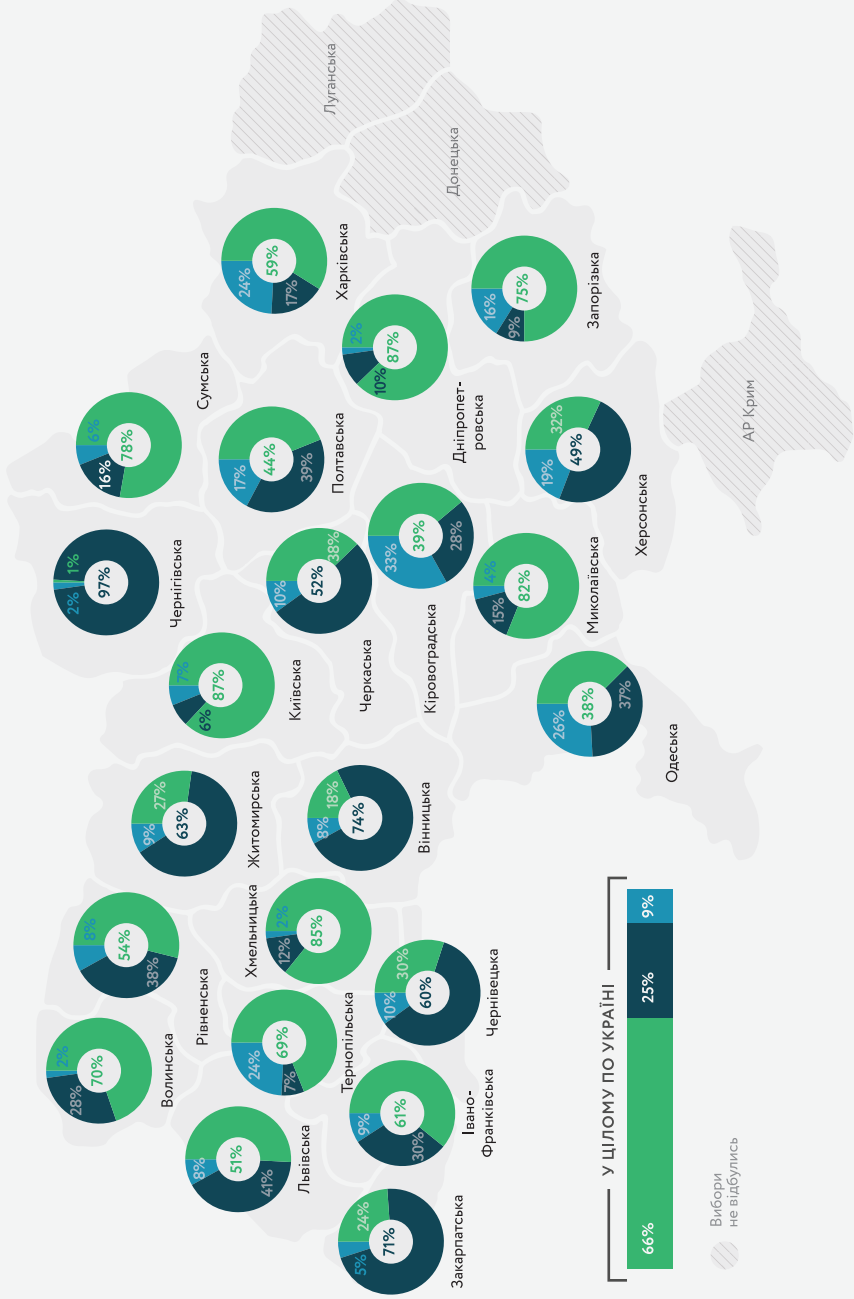 Луганська
Донецька
АР Крим
24%
59%
17%
Харківська
2%
87%
10%
Дніпропет-
ровська
16%
75%
9%
Запорізька
Сумська
6%
78%
16%
17%
44%
39%
Полтавська
19%
32%
49%
Херсонська
2%
1%
97%
Чернігівська
10%
38%
52%
Черкаська
33%
39%
28%
Кіровоградська
4%
82%
15%
Миколаївська
7%
87%
6%
Київська
26%
38%
37%
Одеська
9%
27%
63%
Житомирська
8%
18%
74%
Вінницька
8%
54%
38%
Рівненська
2%
85%
12%
Хмельницька
10%
30%
60%
Чернівецька
2%
70%
28%
Волинська
24%
69%
7%
Тернопільська
9%
61%
30%
Івано-
Франківська
8%
51%
41%
Львівська
5%
24%
71%
Закарпатська
У ЦІЛОМУ ПО УКРАЇНІ
66%
25%
9%
Вибори
не відбулись